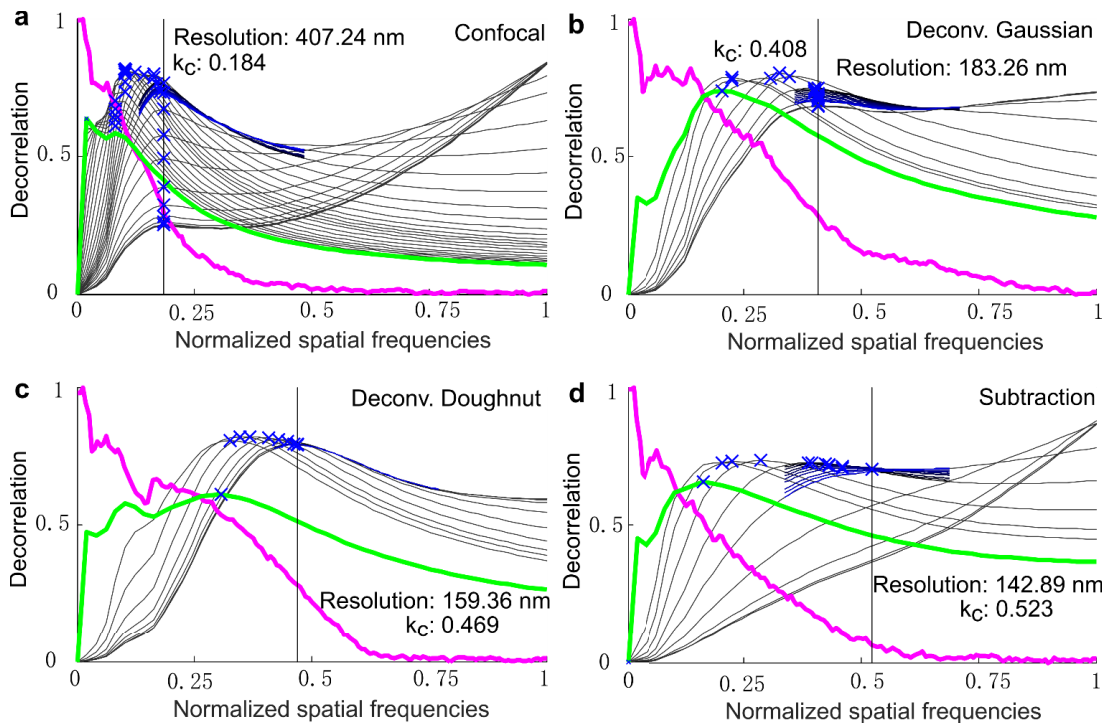 a
Confocal
Resolution: 407.24 nm
kC: 0.184
Decorrelation
1
0.5
0
0
0.25
0.5
0.75
1
Normalized spatial frequencies
b
Deconv. Gaussian
kC: 0.408
Resolution: 183.26 nm
Decorrelation
1
0.5
0
0
0.25
0.5
0.75
1
Normalized spatial frequencies
c
Deconv. Doughnut
Resolution: 159.36 nm
kC: 0.469
Decorrelation
1
0.5
0
0
0.25
0.5
0.75
1
Normalized spatial frequencies
d
Subtraction
Resolution: 142.89 nm
kC: 0.523
Decorrelation
1
0.5
0
0
0.25
0.5
0.75
1
Normalized spatial frequencies